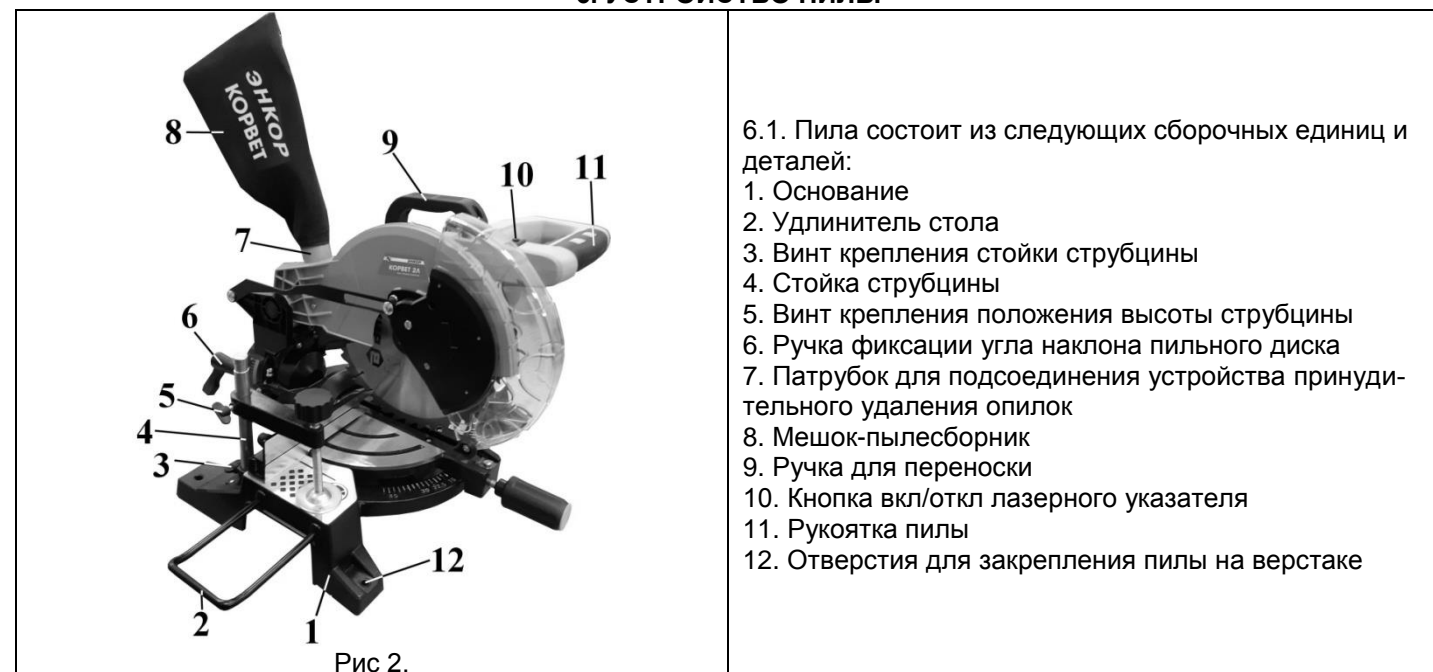 ЭНКОР
КОРВЕТ
8
9
10
11
7
КОРВЕТ 2Л
6
5
4
3
12
2
1
Рис 2.
6.1. Пила состоит из следующих сборочных единиц и
деталей:
1. Основание
2. Удлинитель стола
3. Винт крепления стойки струбцины
4. Стойка струбцины
5. Винт крепления положения высоты струбцины
6. Ручка фиксации угла наклона пильного диска
7. Патрубок для подсоединения устройства принуди-
тельного удаления опилок
8. Мешок-пылесборник
9. Ручка для переноски
10. Кнопка вкл/откл лазерного указателя
11. Рукоятка пилы
12. Отверстия для закрепления пилы на верстаке